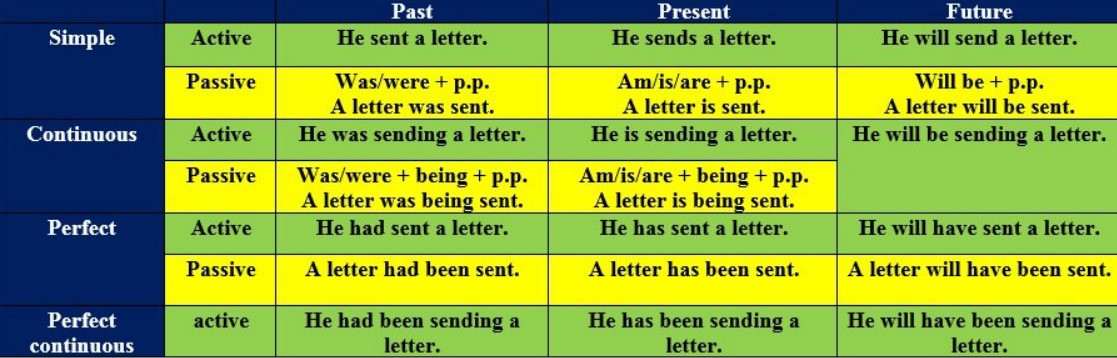 Past Present Future
Simple Active He sent a letter. He sends a letter. He will send a letter.
Passive Was/were + p.p. Am/is/are + p.p. Will be + p.p.
A letter was sent. A letter is sent. A letter will be sent.
Continuous Active He was sending a letter. He is sending a letter. He will be sending a letter.
Passive Was/were + being + p.p. Am/is/are + being + p.p.
A letter was being sent. A letter is being sent.
Perfect Active He had sent a letter. He has sent a letter. He will have sent a letter.
Passive A letter had been sent. A letter has been sent. A letter will have been sent.
Perfect active He had been sending a He has been sending a He will have been sending a
continuous letter. letter. letter.